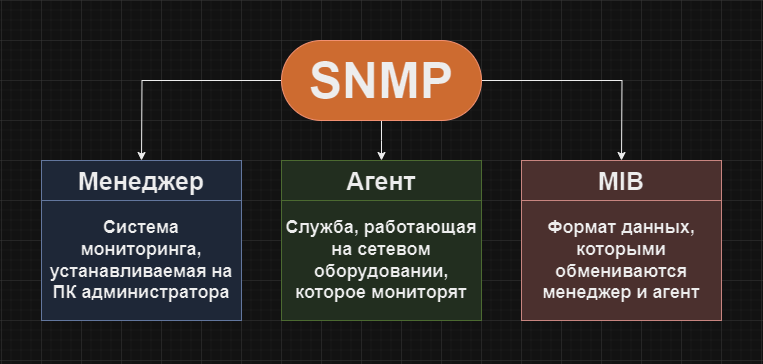 SNMP
Менеджер
Система
мониторинга,
устанавливаемая на
ПК администратора
Агент
Служба, работающая
на сетевом
оборудовании,
которое мониторят
MIB
Формат данных,
которыми
обмениваются
менеджер и агент